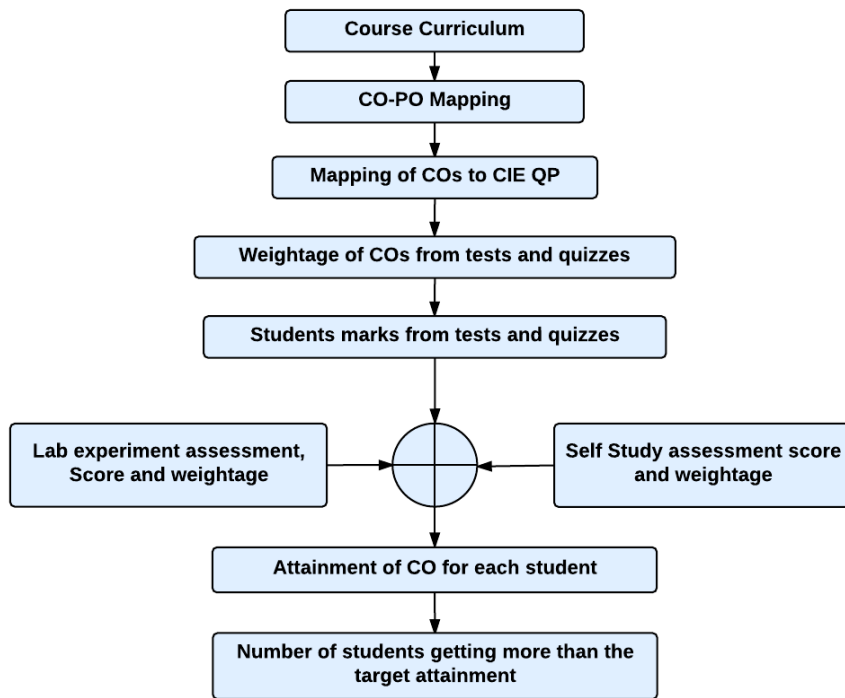 Course Curriculum
CO-PO Mapping
Mapping of COs to CIE QP
Weightage of COs from tests and quizzes
Students marks from tests and quizzes
Lab experiment assessment,
Score and weightage
Self Study assessment score
and weightage
Attainment of CO for each student
Number of students getting more than the
target attainment